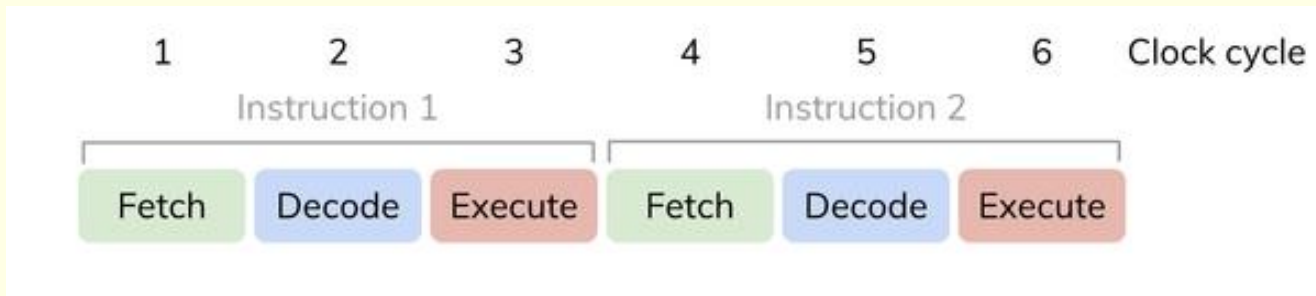 1 2 3 4 5 6 Clock cycle
Instruction 1 Instruction 2
Fetch Decode Execute Fetch Decode Execute